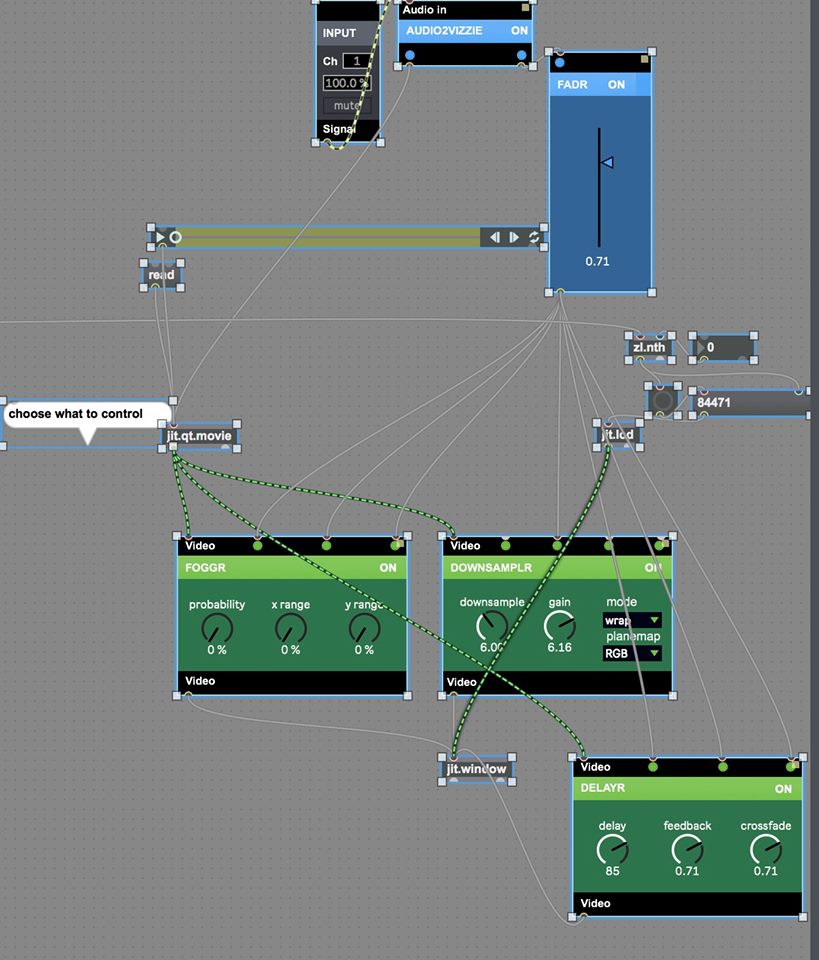 Audio in
INPUT
AUDIO2VIZZIE ON
Ch 1
100.0 %
mute
Signal
FADR ON
0.71
read
zl.nth
0
84471
choose what to control
jit.qt.movie
jit.lcd
Video
FOGGR ON
probability x range y range
0 % 0 % 0 %
Video
Video
DOWNSAMPLR ON
downsample gain mode
wrap
planemap
6.00 6.16 RGB
Video
jit.window
Video
DELAYR ON
delay feedback crossfade
85 0.71 0.71
Video